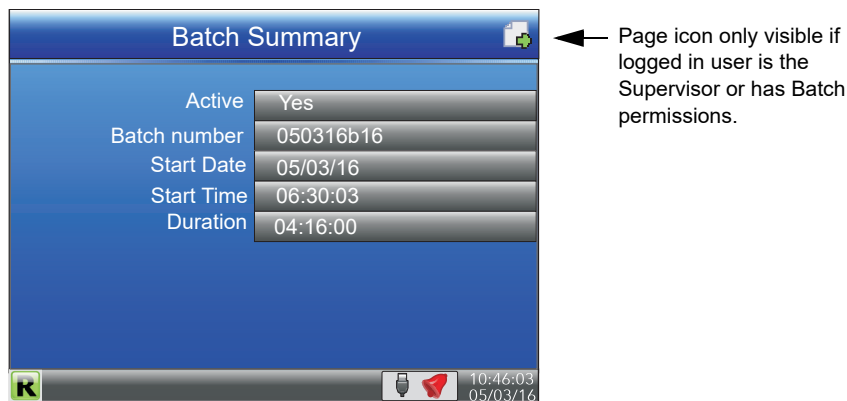 Batch Summary
Page icon only visible if
logged in user is the
Supervisor or has Batch
permissions.
Active Yes
Batch number 050316b16
Start Date 05/03/16
Start Time 06:30:03
Duration 04:16:00
R
10:46:03
05/03/16